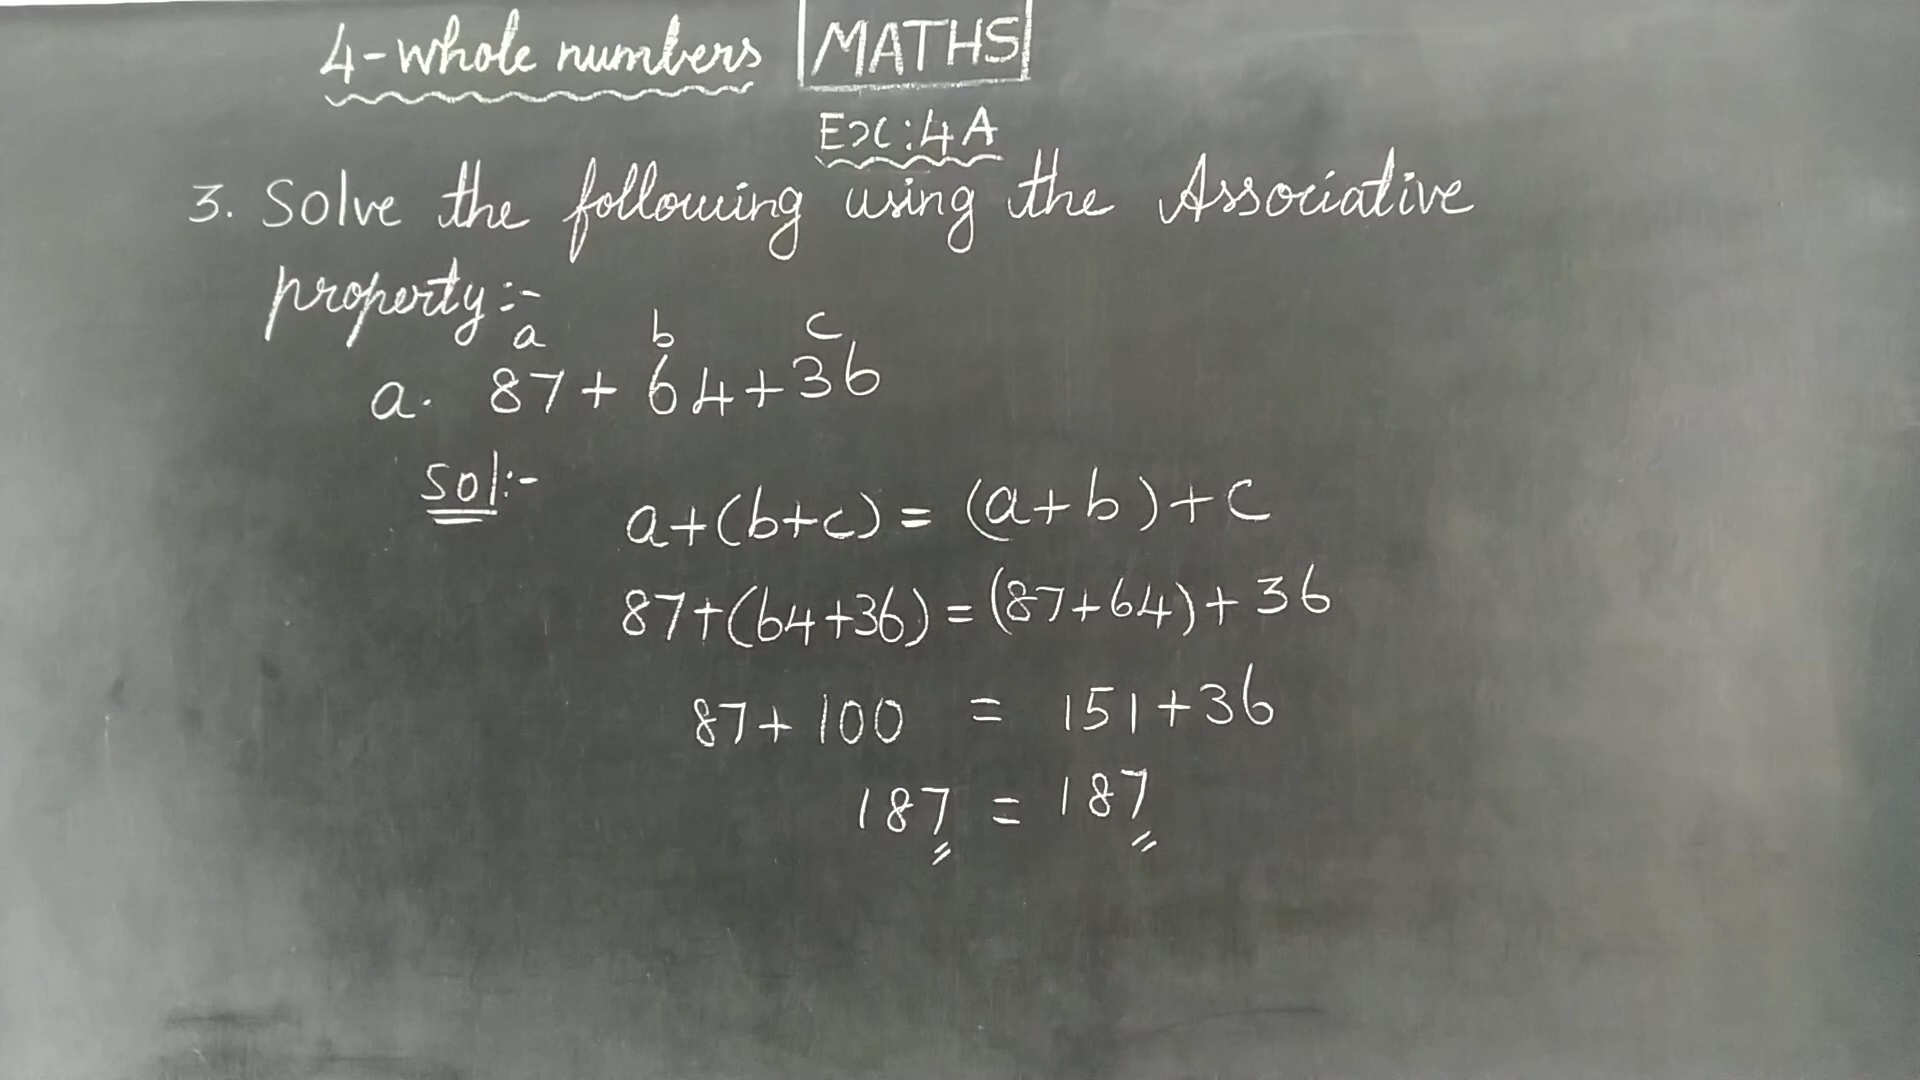 4-whole numbers MATHS
Ex:4A
3. Solve the following using the Associative
property:-
a b c
a. 87+64+36
Sol:-
a+(b+c)=(a+b)+c
87+(64+36)=(87+64)+36
87+100 = 151+36
187 = 187